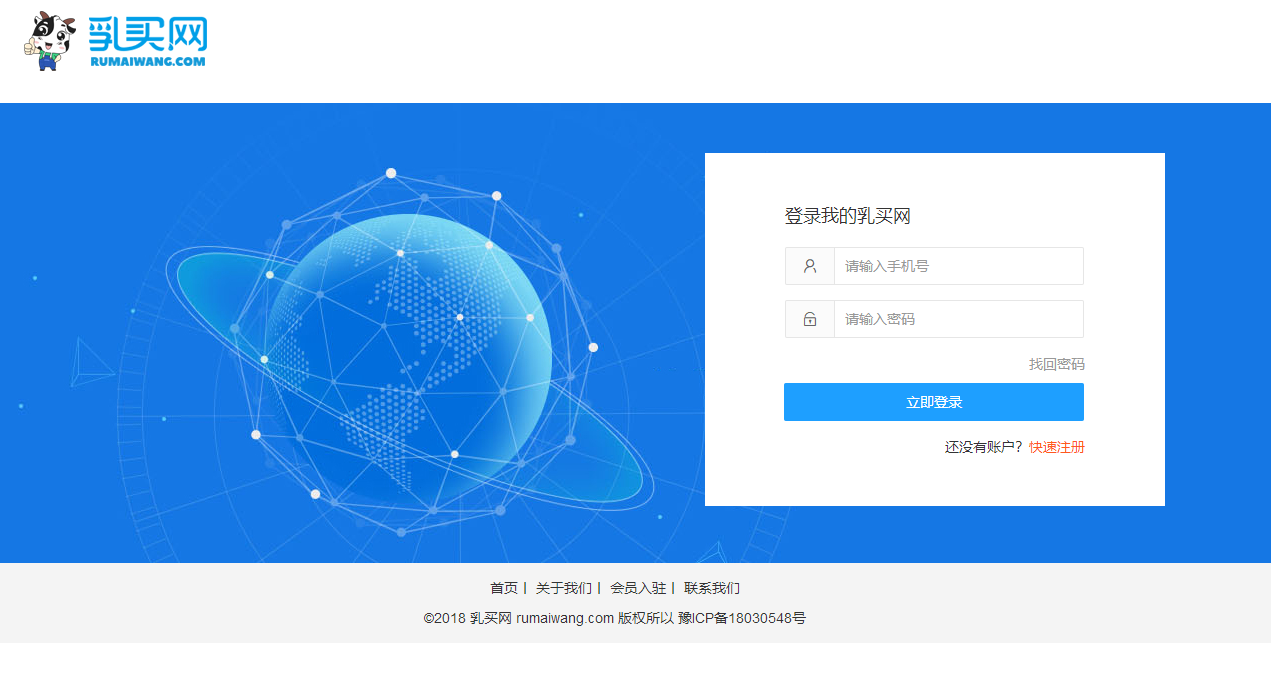 乳买网
RUMAIWANG.COM
登录我的乳买网
请输入手机号
请输入密码
找回密码
立即登录
还没有账户？快速注册
首页 | 关于我们 | 会员入驻 | 联系我们
©2018 乳买网 rumaiwang.com 版权所以 豫ICP备18030548号